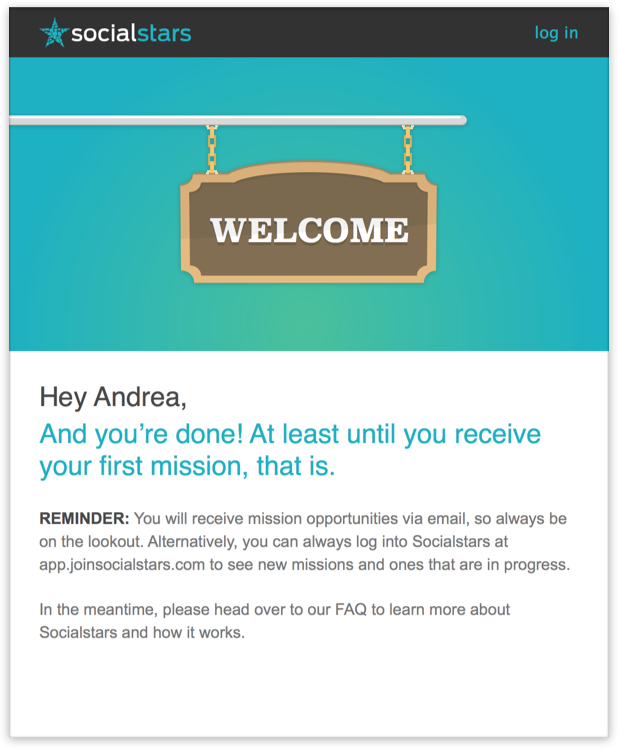 socialstars
log in
WELCOME
Hey Andrea,
And you’re done! At least until you receive
your first mission, that is.
REMINDER: You will receive mission opportunities via email, so always be
on the lookout. Alternatively, you can always log into Socialstars at
app.joinsocialstars.com to see new missions and ones that are in progress.
In the meantime, please head over to our FAQ to learn more about
Socialstars and how it works.